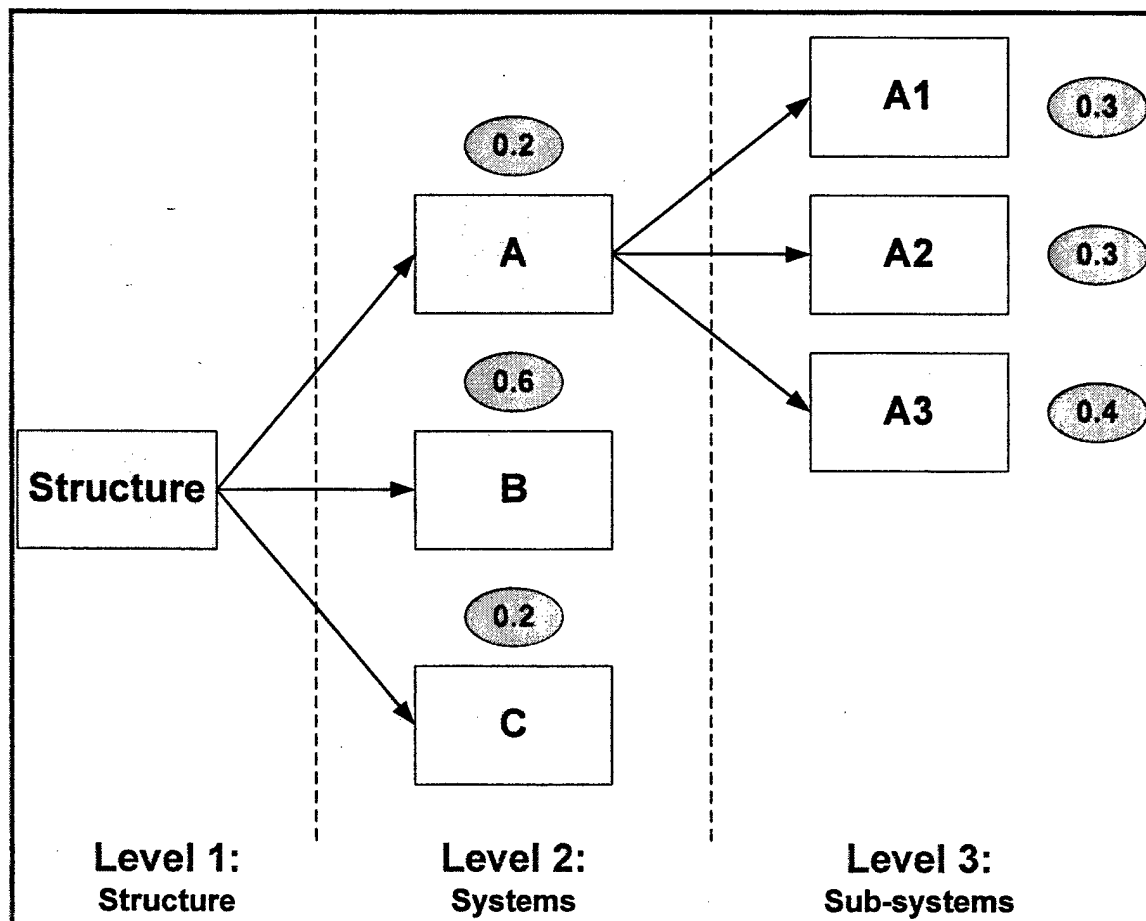 A1
0.3
0.2
A
A2
0.3
0.6
A3
0.4
Structure
B
0.2
C
Level 1:
Structure
Level 2:
Systems
Level 3:
Sub-systems